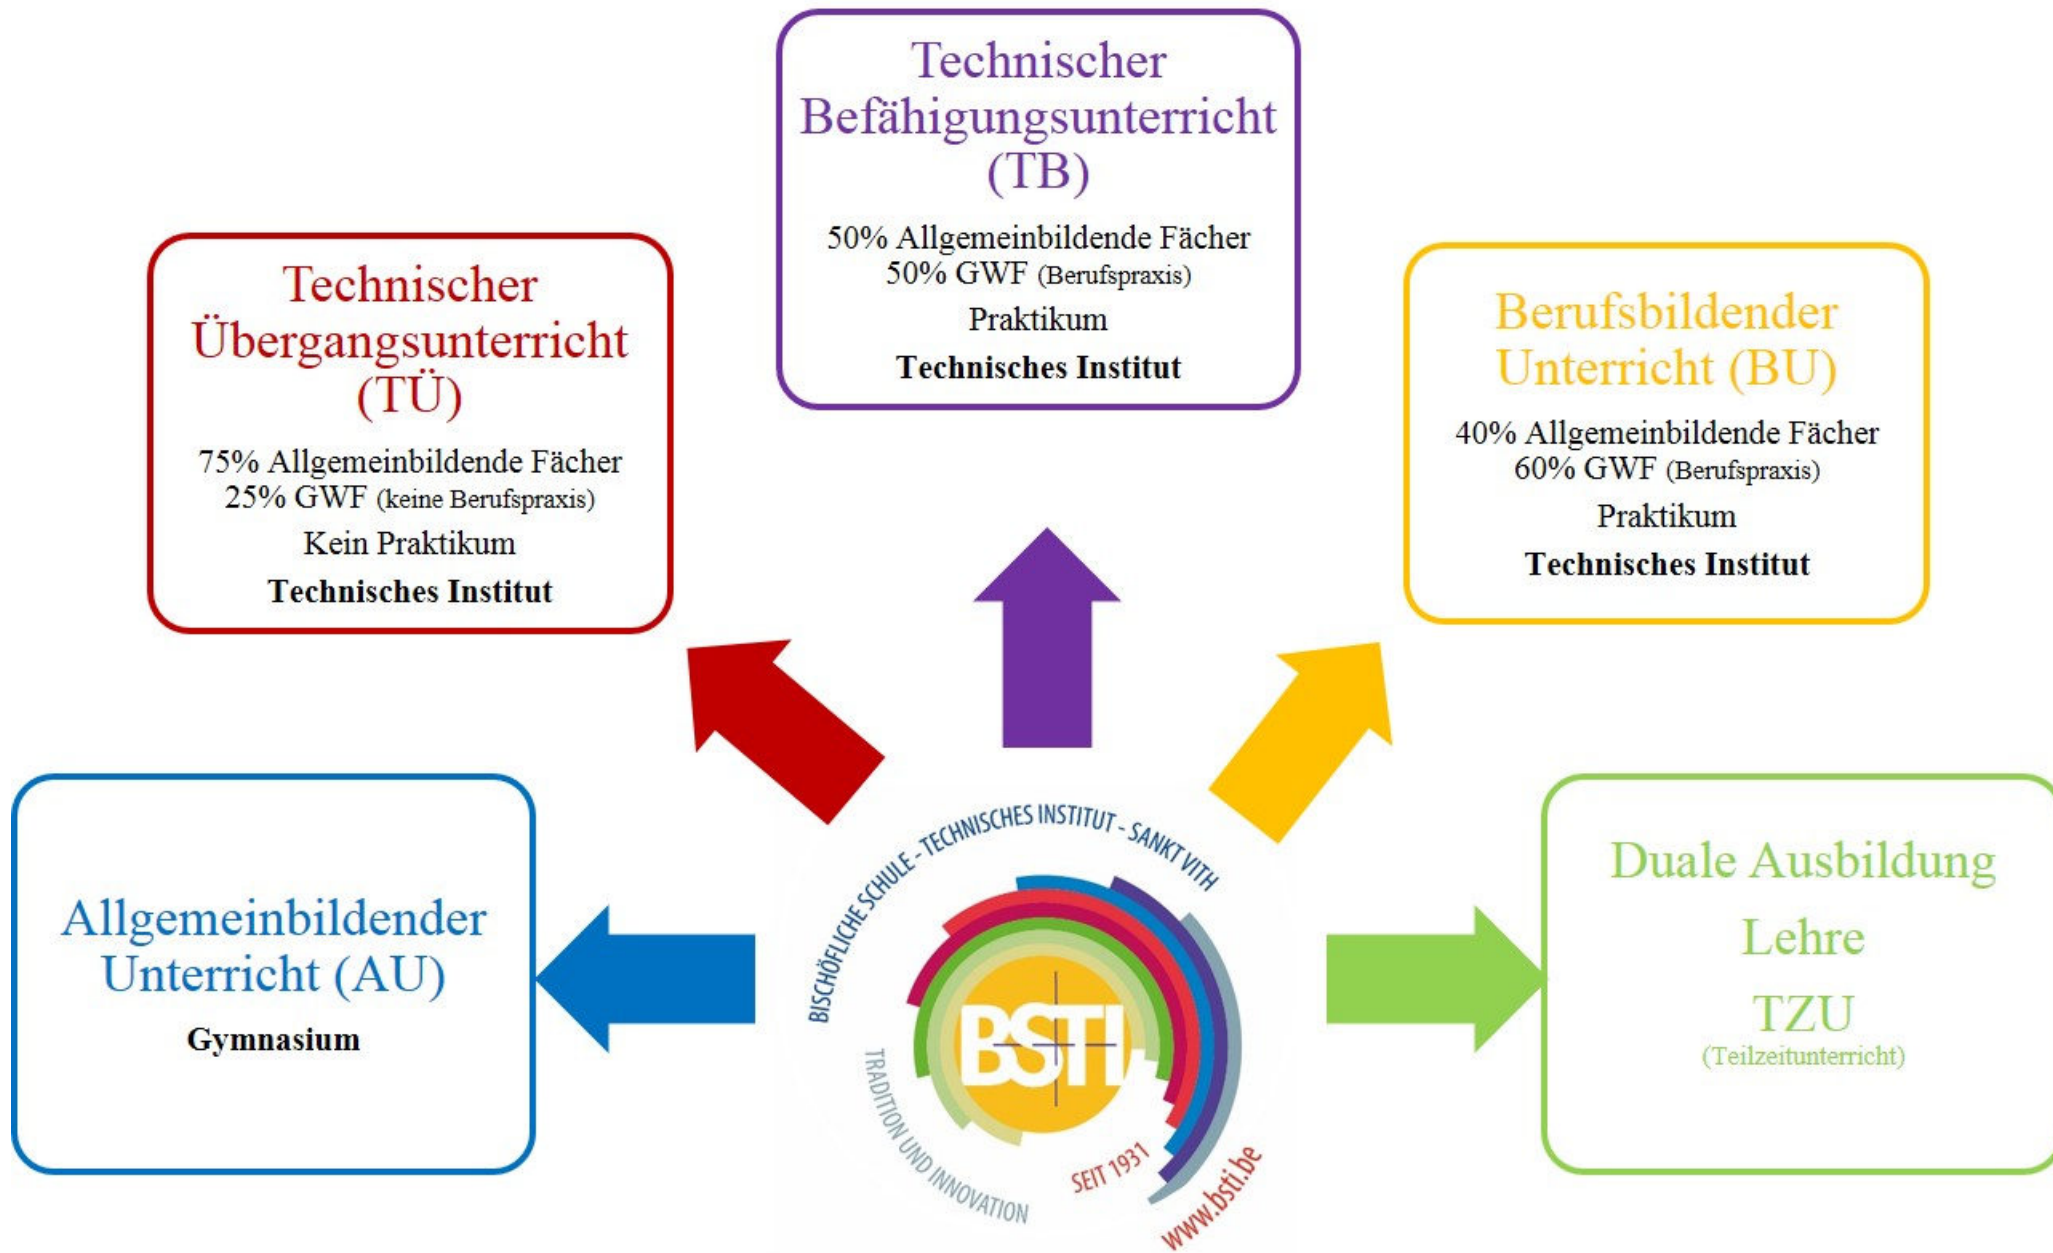 Technischer
Befähigungsunterricht
(TB)
50% Allgemeinbildende Fächer
50% GWF (Berufspraxis)
Praktikum
Technisches Institut
Technischer
Übergangsunterricht
(TÜ)
75% Allgemeinbildende Fächer
25% GWF (keine Berufspraxis)
Kein Praktikum
Technisches Institut
Berufsbildender
Unterricht (BU)
40% Allgemeinbildende Fächer
60% GWF (Berufspraxis)
Praktikum
Technisches Institut
Allgemeinbildender
Unterricht (AU)
Gymnasium
BISCHÖFLICHE SCHULE - TECHNISCHES INSTITUT - SANKT VITH
BSTI
TRADITION UND INNOVATION
SEIT 1931
www.bsti.be
Duale Ausbildung
Lehre
TZU
(Teilzeitunterricht)